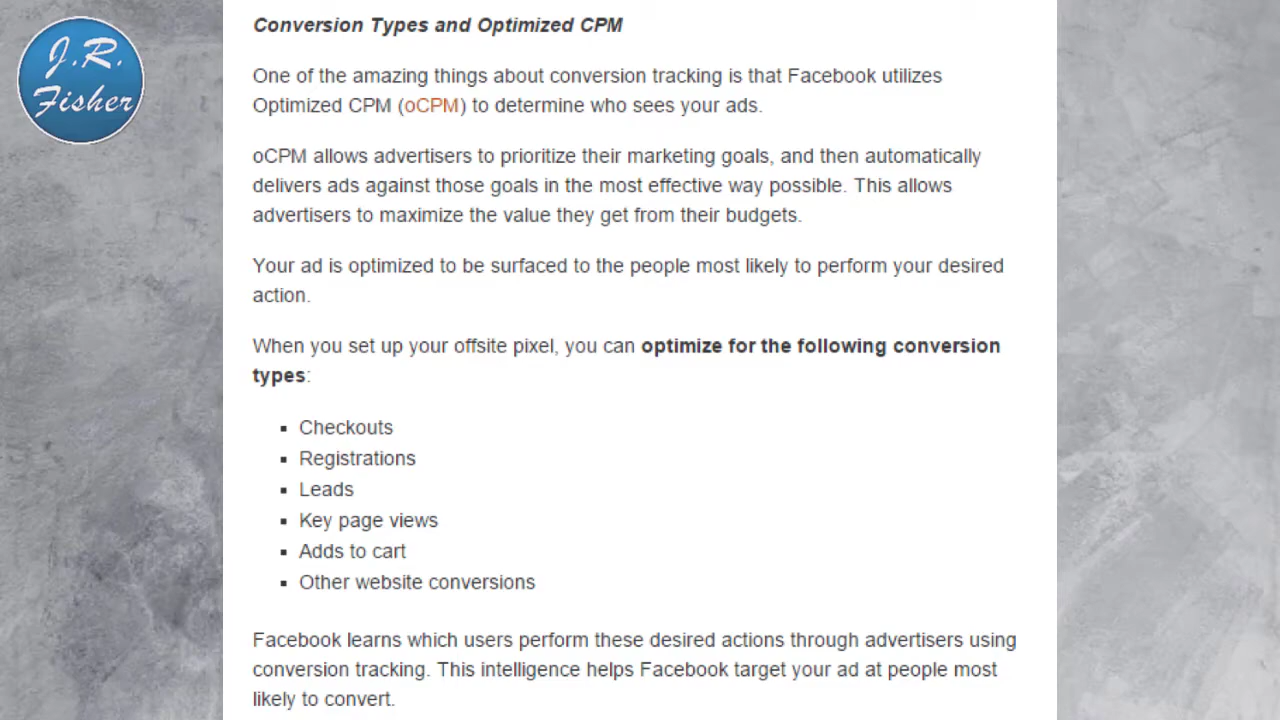 J.R.
Fisher
Conversion Types and Optimized CPM
One of the amazing things about conversion tracking is that Facebook utilizes
Optimized CPM (oCPM) to determine who sees your ads.
oCPM allows advertisers to prioritize their marketing goals, and then automatically
delivers ads against those goals in the most effective way possible. This allows
advertisers to maximize the value they get from their budgets.
Your ad is optimized to be surfaced to the people most likely to perform your desired
action.
When you set up your offsite pixel, you can optimize for the following conversion
types:
▪ Checkouts
▪ Registrations
▪ Leads
▪ Key page views
▪ Adds to cart
▪ Other website conversions
Facebook learns which users perform these desired actions through advertisers using
conversion tracking. This intelligence helps Facebook target your ad at people most
likely to convert.